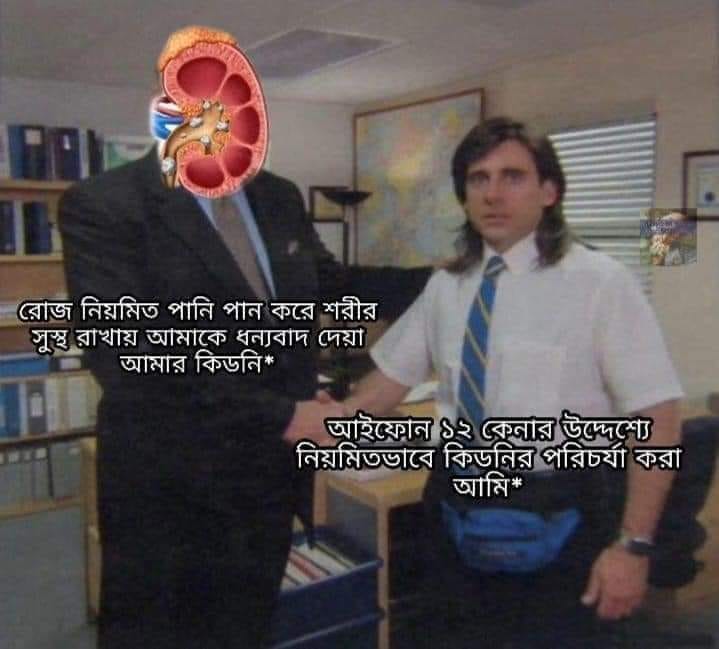 রোজ নিয়মিত পানি পান করে শরীর
সুস্থ রাখায় আমাকে ধন্যবাদ দেয়া
আমার কিডনি*
আইফোন ১২ কেনার উদ্দেশ্যে
নিয়মিতভাবে কিডনির পরিচর্যা করা
আমি*